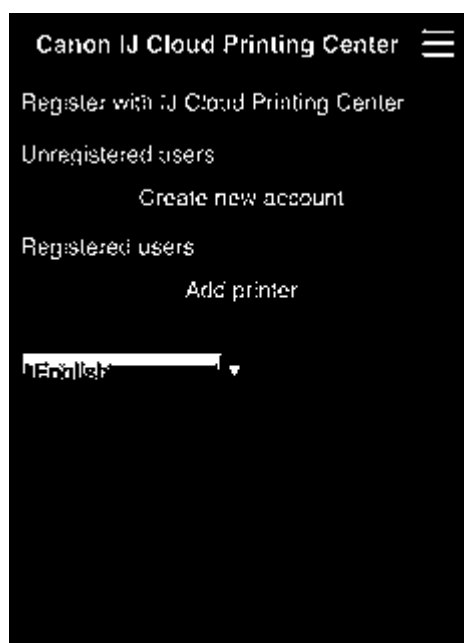 Canon IJ Cloud Printing Center
Register with IJ Cloud Printing Center
Unregistered users
Create new account
Registered users
Add printer
English